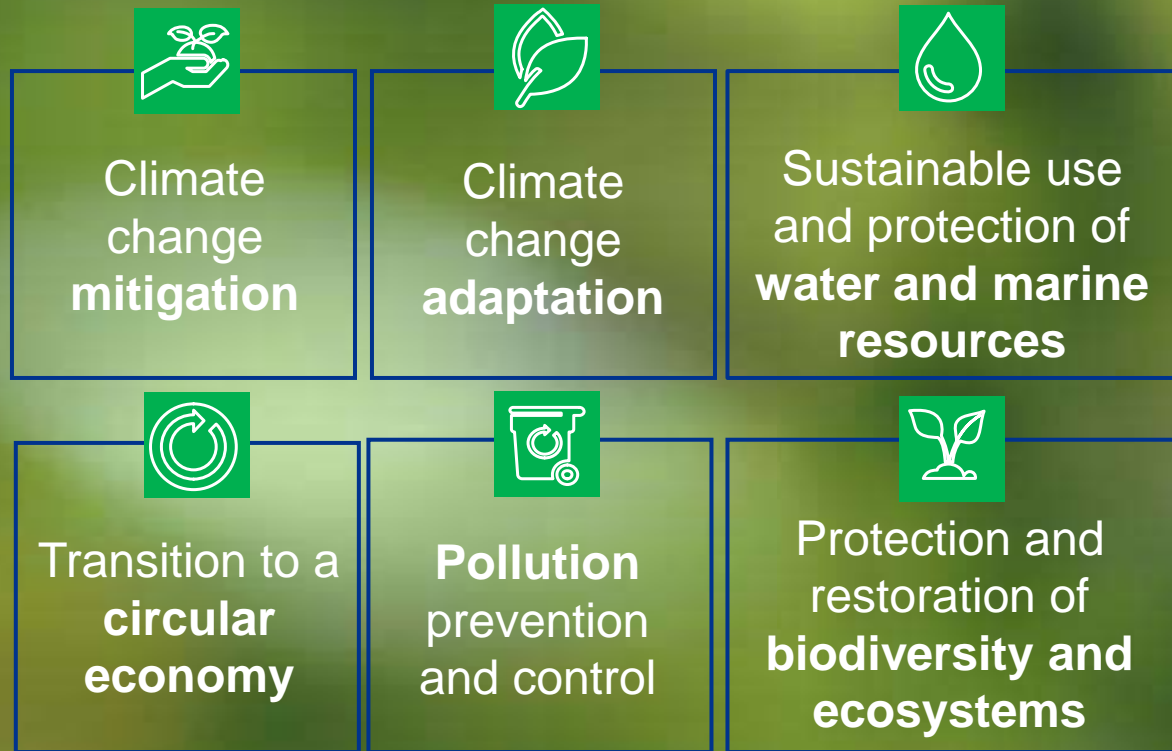 Climate
change
mitigation
Climate
change
adaptation
Sustainable use
and protection of
water and marine
resources
Transition to a
circular
economy
Pollution
prevention
and control
Protection and
restoration of
biodiversity and
ecosystems